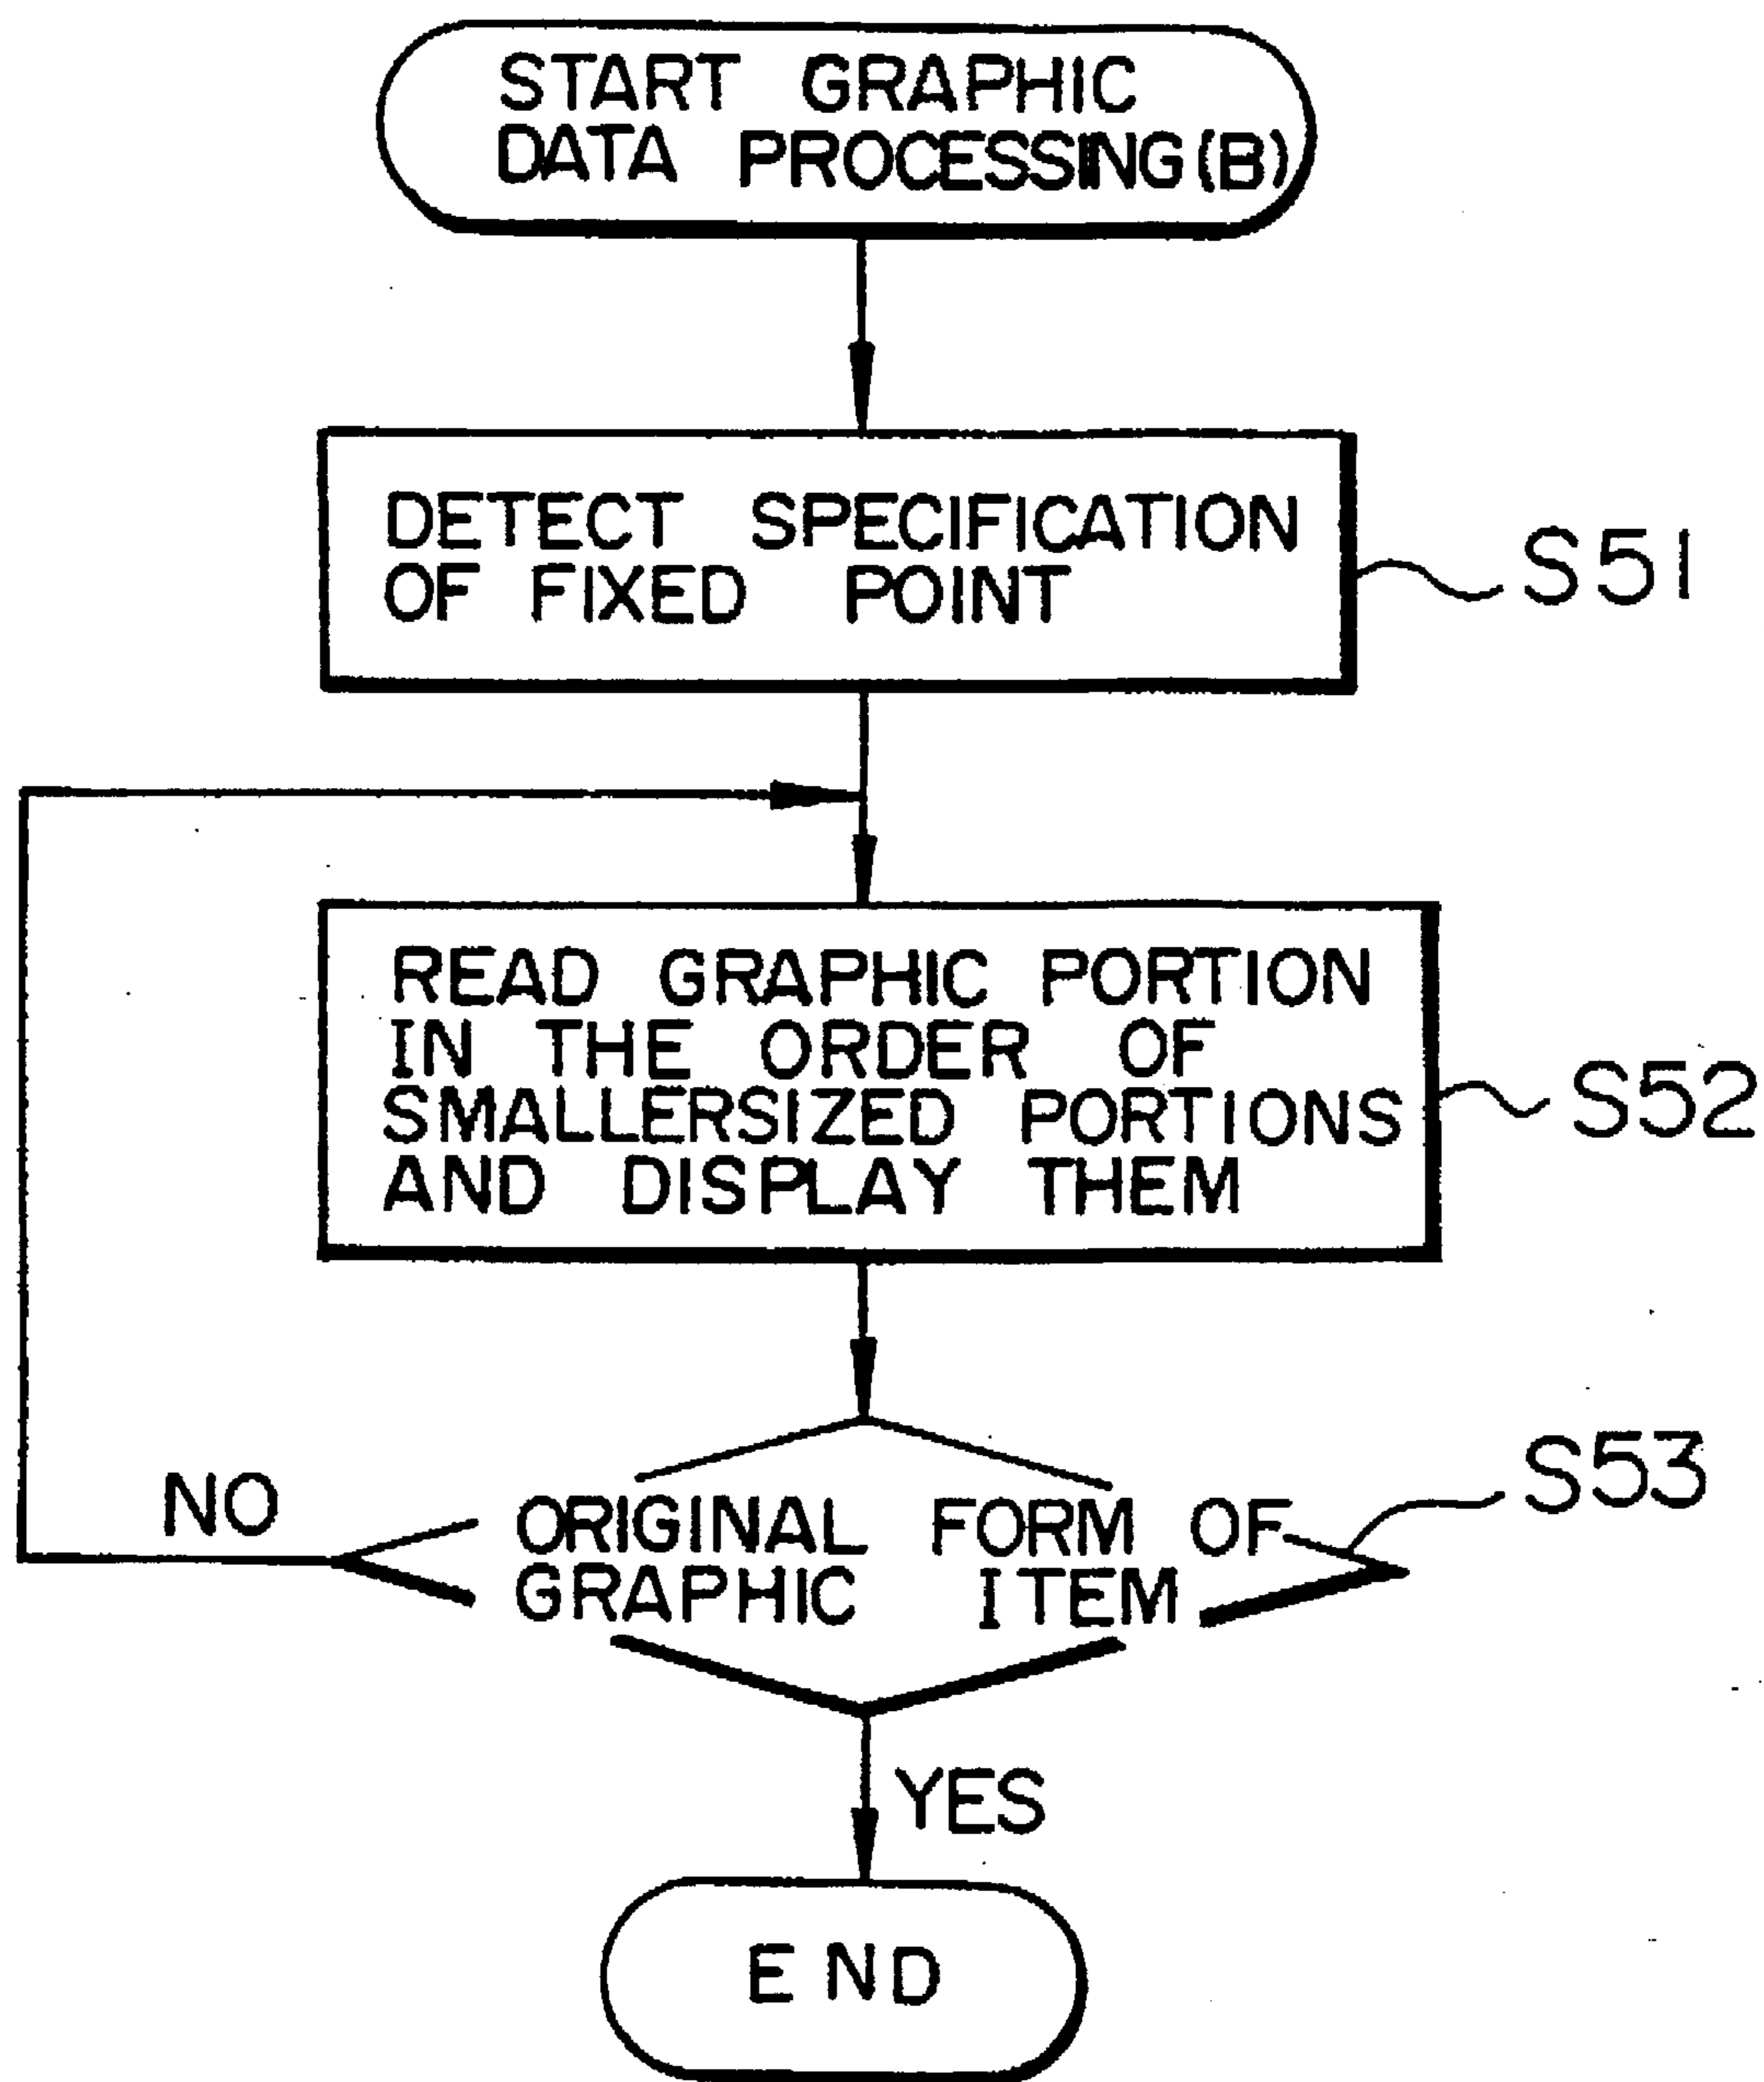 START GRAPHIC
DATA PROCESSING(B)
DETECT SPECIFICATION
OF FIXED POINT
S51
READ GRAPHIC PORTION
IN THE ORDER OF
SMALLERSIZED PORTIONS
AND DISPLAY THEM
S52
NO
ORIGINAL FORM OF
GRAPHIC ITEM
S53
YES
END